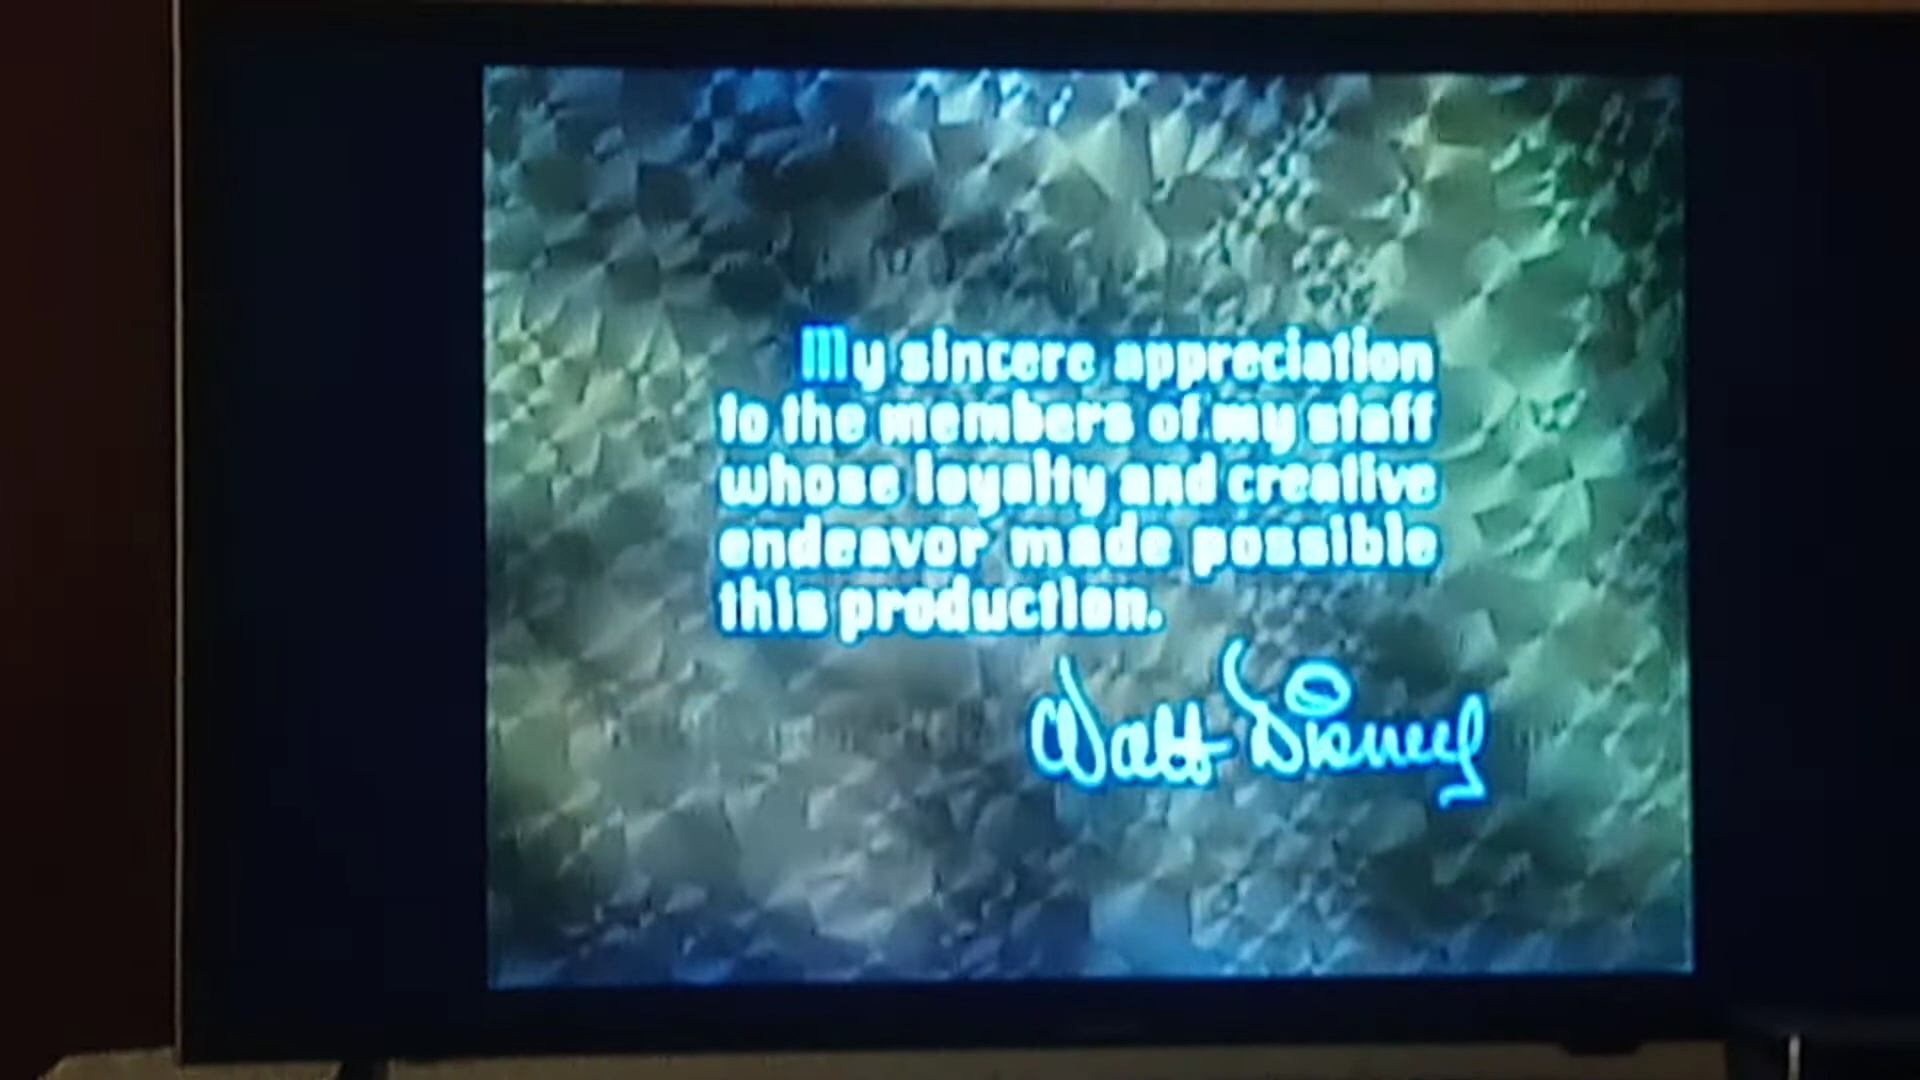 My sincere appreciation
to the members of my staff
whose loyalty and creative
endeavor made possible
this production.
Walt Disney